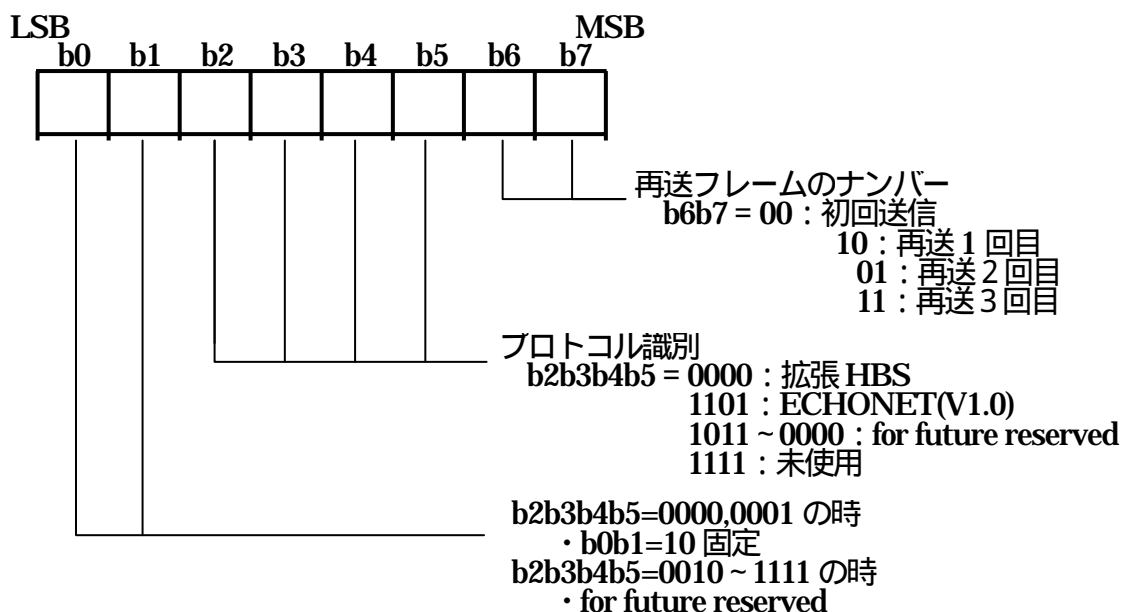 LSB MSB
b0 b1 b2 b3 b4 b5 b6 b7
再送フレームのナンバー
b6b7 = 00：初回送信
10：再送 1 回目
01：再送 2 回目
11：再送 3 回目
プロトコル識別
b2b3b4b5 = 0000：拡張 HBS
1101：ECHONET(V1.0)
1011 ~ 0000：for future reserved
1111：未使用
b2b3b4b5=0000,0001 の時
・b0b1=10 固定
b2b3b4b5=0010 ~ 1111 の時
・for future reserved